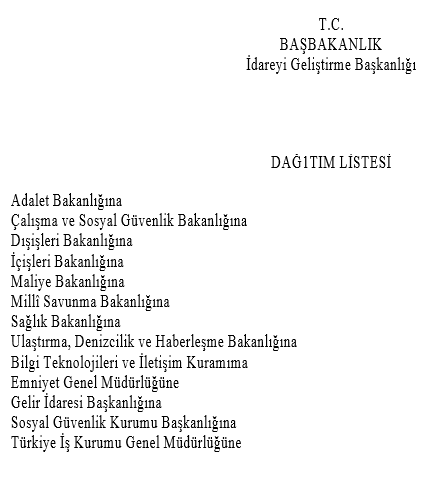 T.C.
BAŞBAKANLIK
İdareyi Geliştirme Başkanlığı
DAĞ1TIM LİSTESİ
Adalet Bakanlığına
Çalışma ve Sosyal Güvenlik Bakanlığına
Dışişleri Bakanlığına
İçişleri Bakanlığına
Maliye Bakanlığına
Millî Savunma Bakanlığına
Sağlık Bakanlığına
Ulaştırma, Denizcilik ve Haberleşme Bakanlığına
Bilgi Teknolojileri ve İletişim Kuramıma
Emniyet Genel Müdürlüğüne
Gelir İdaresi Başkanlığına
Sosyal Güvenlik Kurumu Başkanlığına
Türkiye İş Kurumu Genel Müdürlüğüne